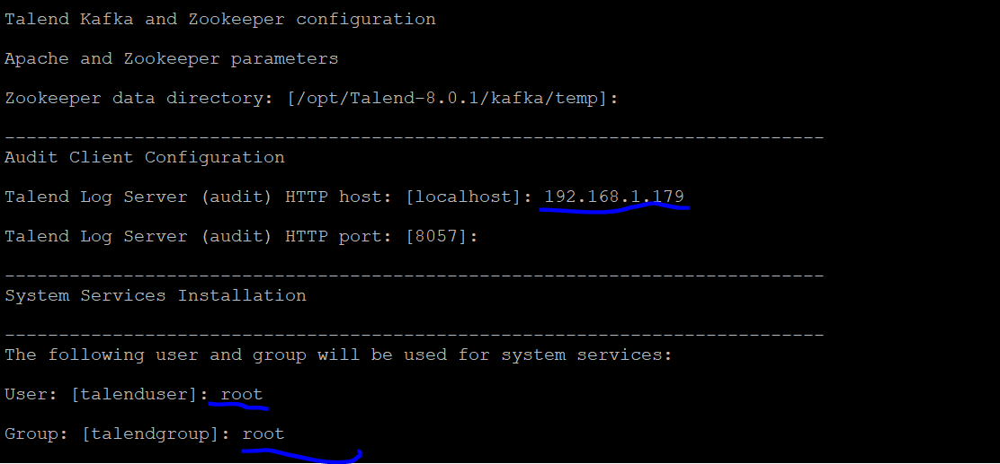 Talend Kafka and Zookeeper configuration
Apache and Zookeeper parameters
Zookeeper data directory: [/opt/Talend-8.0.1/kafka/temp]:
----------------------------------------------------------------------------
Audit Client Configuration
Talend Log Server (audit) HTTP host: [localhost]: 192.168.1.179
Talend Log Server (audit) HTTP port: [8057]:
----------------------------------------------------------------------------
System Services Installation
----------------------------------------------------------------------------
The following user and group will be used for system services:
User: [talenduser]: root
Group: [talendgroup]: root